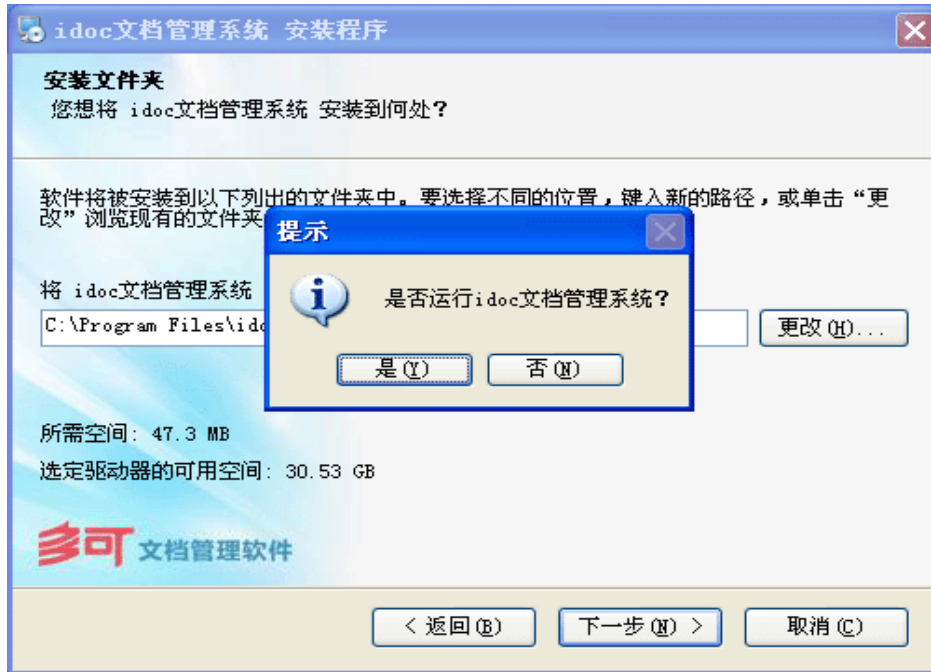 idoc文档管理系统 安装程序
安装文件夹
您想将 idoc文档管理系统 安装到何处?
软件将被安装到以下列出的文件夹中。要选择不同的位置，键入新的路径，或单击“更
改”浏览现有的文件夹
提示
是否运行idoc文档管理系统?
是(Y)
否(N)
将 idoc文档管理系统
C:\Program Files\ido
更改(H)...
所需空间: 47.3 MB
选定驱动器的可用空间: 30.53 GB
多可 文档管理软件
< 返回(B)
下一步(N) >
取消(C)